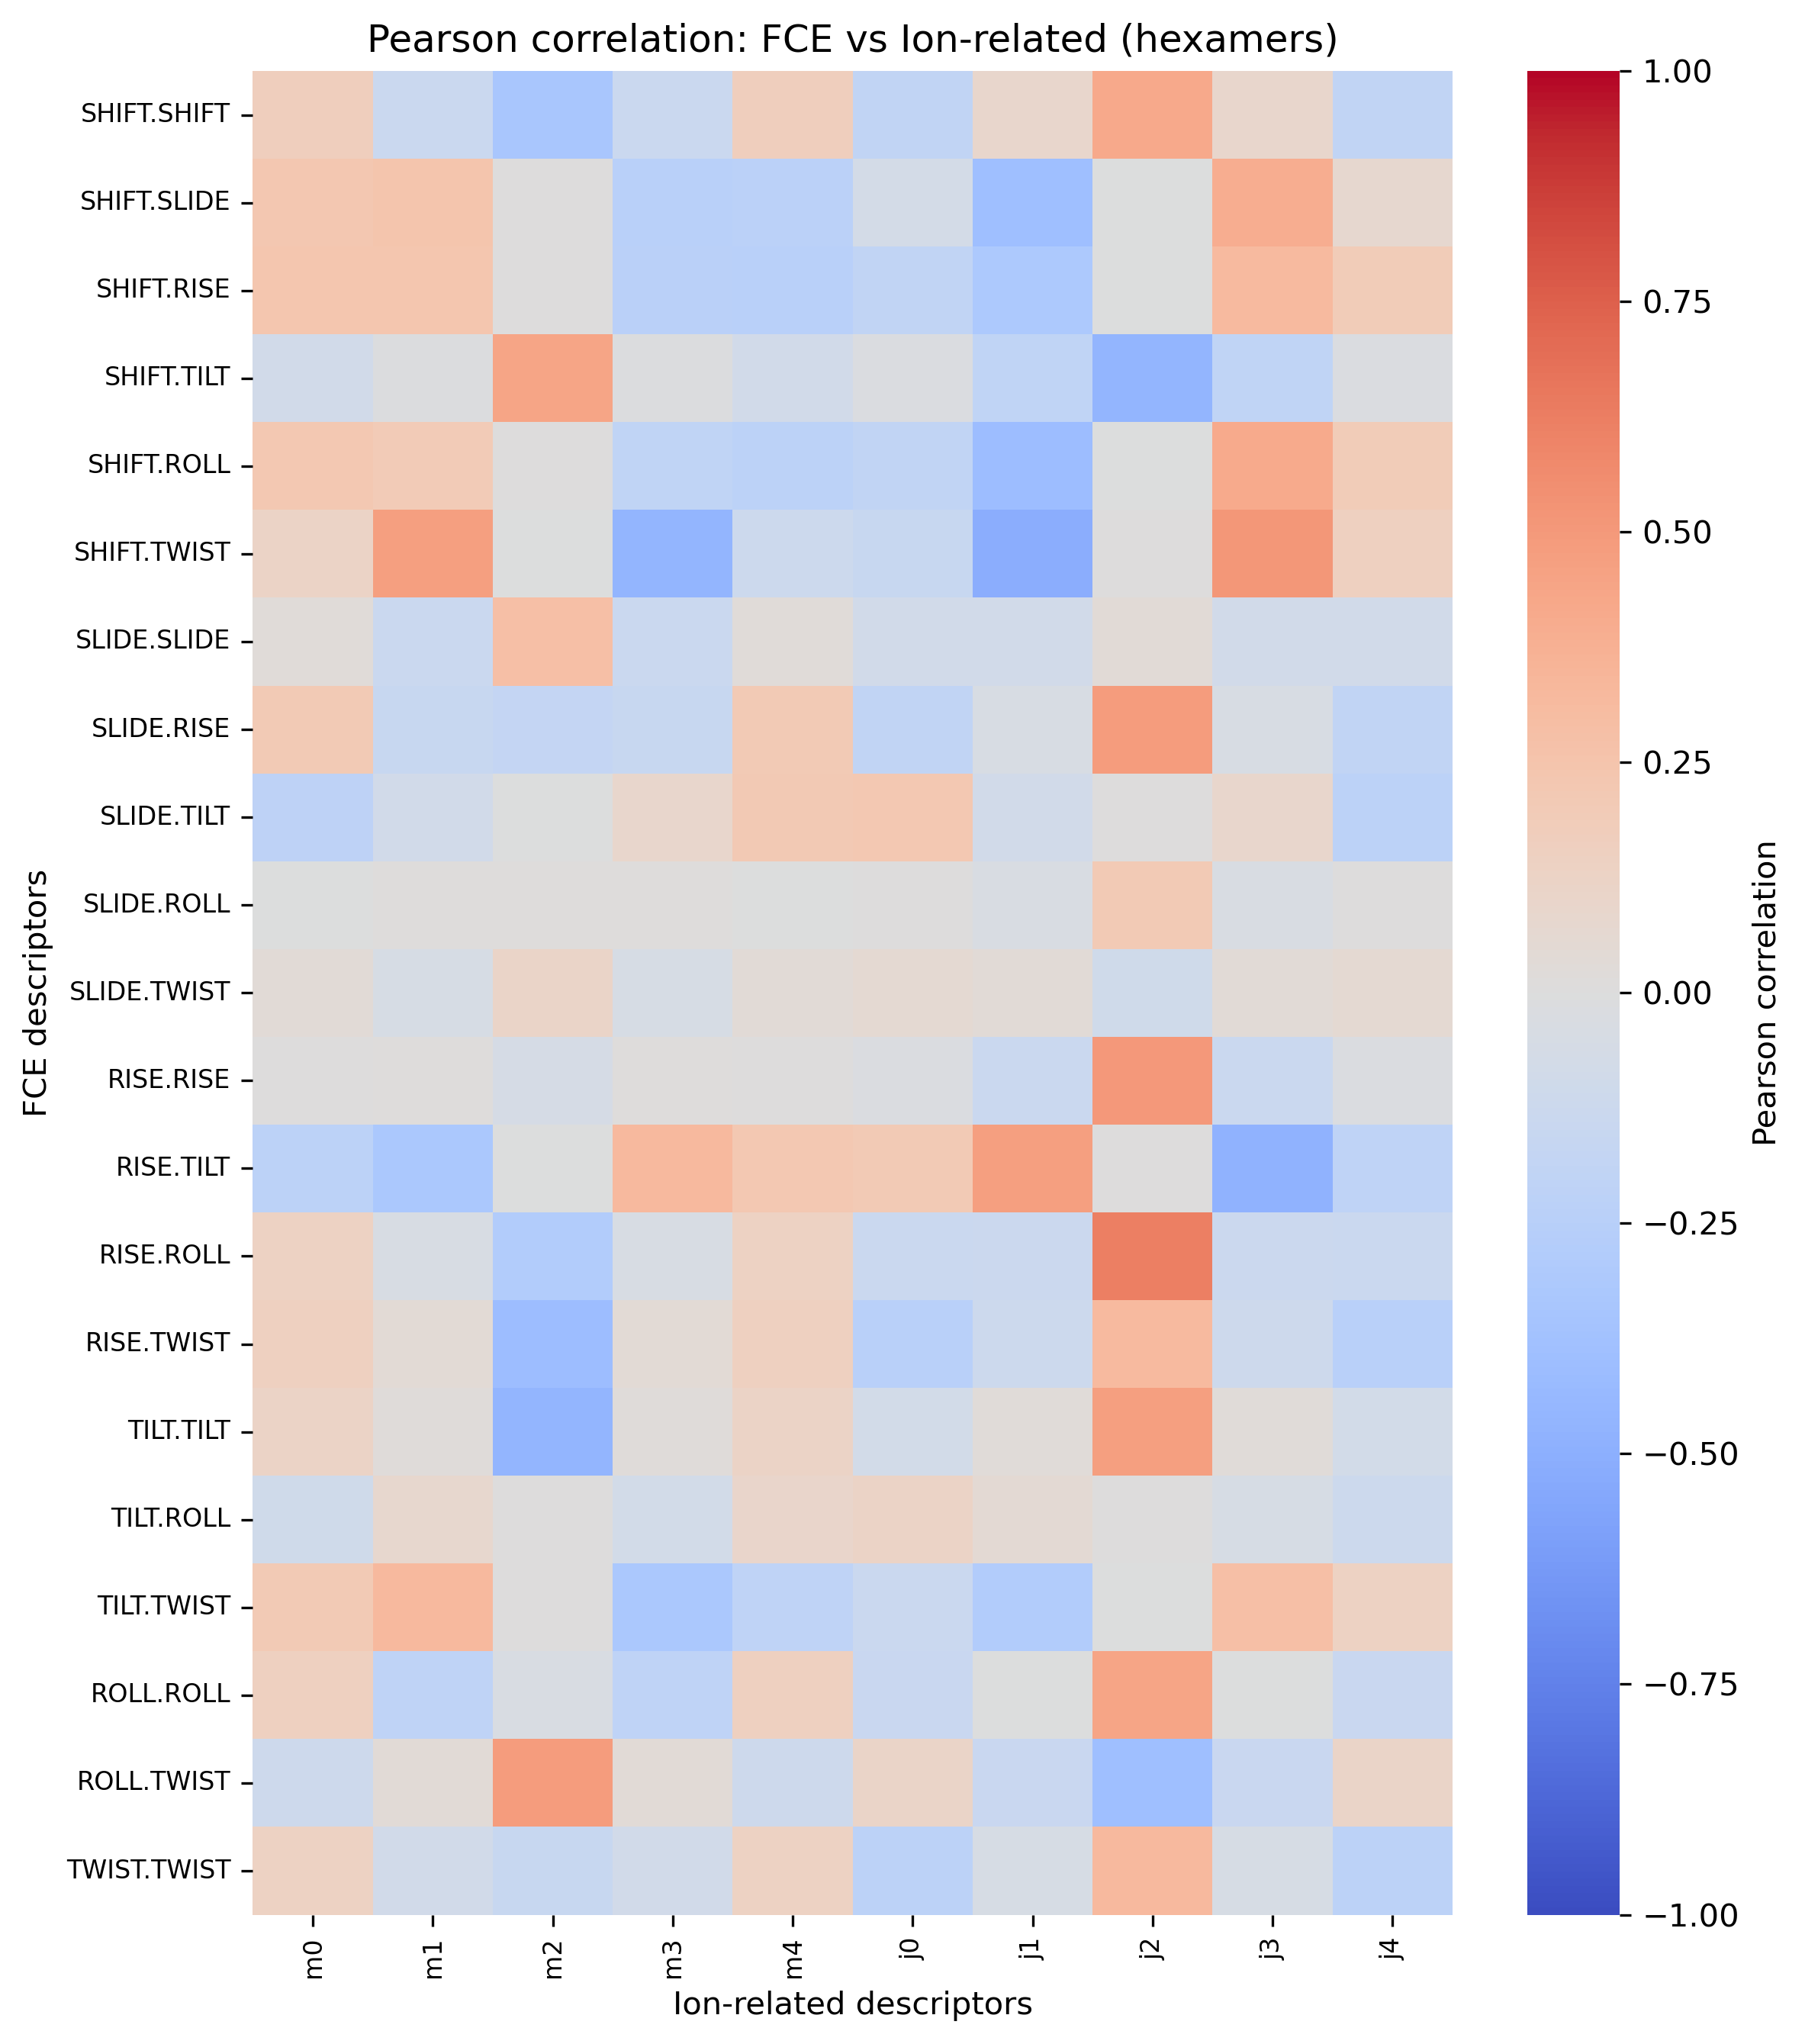 Pearson correlation: FCE vs Ion-related (hexamers)
FCE descriptors
SHIFT.SHIFT
SHIFT.SLIDE
SHIFT.RISE
SHIFT.TILT
SHIFT.ROLL
SHIFT.TWIST
SLIDE.SLIDE
SLIDE.RISE
SLIDE.TILT
SLIDE.ROLL
SLIDE.TWIST
RISE.RISE
RISE.TILT
RISE.ROLL
RISE.TWIST
TILT.TILT
TILT.ROLL
TILT.TWIST
ROLL.ROLL
ROLL.TWIST
TWIST.TWIST
m0 m1 m2 m3 m4 j0 j1 j2 j3 j4
Ion-related descriptors
1.00
0.75
0.50
0.25
0.00
−0.25
−0.50
−0.75
−1.00
Pearson correlation